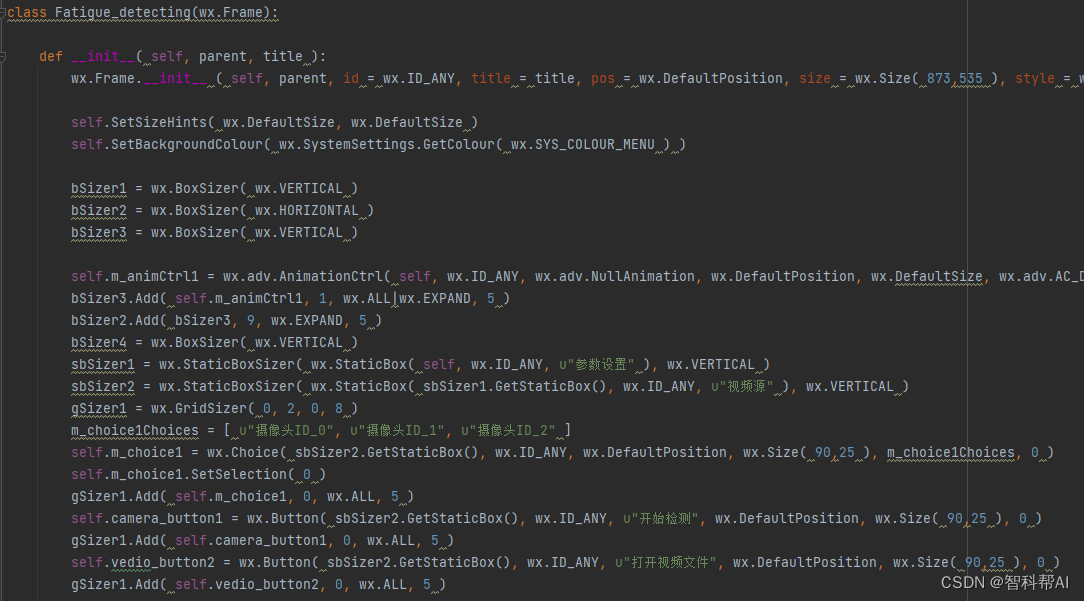 class Fatigue_detecting(wx.Frame):
def __init__( self, parent, title ):
wx.Frame.__init__ ( self, parent, id = wx.ID_ANY, title = title, pos = wx.DefaultPosition, size = wx.Size( 873,535 ), style = w
self.SetSizeHints( wx.DefaultSize, wx.DefaultSize )
self.SetBackgroundColour( wx.SystemSettings.GetColour( wx.SYS_COLOUR_MENU ) )
bSizer1 = wx.BoxSizer( wx.VERTICAL )
bSizer2 = wx.BoxSizer( wx.HORIZONTAL )
bSizer3 = wx.BoxSizer( wx.VERTICAL )
self.m_animCtrl1 = wx.adv.AnimationCtrl( self, wx.ID_ANY, wx.adv.NullAnimation, wx.DefaultPosition, wx.DefaultSize, wx.adv.AC_D
bSizer3.Add( self.m_animCtrl1, 1, wx.ALL|wx.EXPAND, 5 )
bSizer2.Add( bSizer3, 9, wx.EXPAND, 5 )
bSizer4 = wx.BoxSizer( wx.VERTICAL )
sbSizer1 = wx.StaticBoxSizer( wx.StaticBox( self, wx.ID_ANY, u"参数设置" ), wx.VERTICAL )
sbSizer2 = wx.StaticBoxSizer( wx.StaticBox( sbSizer1.GetStaticBox(), wx.ID_ANY, u"视频源" ), wx.VERTICAL )
gSizer1 = wx.GridSizer( 0, 2, 0, 8 )
m_choice1Choices = [ u"摄像头ID_0", u"摄像头ID_1", u"摄像头ID_2" ]
self.m_choice1 = wx.Choice( sbSizer2.GetStaticBox(), wx.ID_ANY, wx.DefaultPosition, wx.Size( 90,25 ), m_choice1Choices, 0 )
self.m_choice1.SetSelection( 0 )
gSizer1.Add( self.m_choice1, 0, wx.ALL, 5 )
self.camera_button1 = wx.Button( sbSizer2.GetStaticBox(), wx.ID_ANY, u"开始检测", wx.DefaultPosition, wx.Size( 90,25 ), 0 )
gSizer1.Add( self.camera_button1, 0, wx.ALL, 5 )
self.vedio_button2 = wx.Button( sbSizer2.GetStaticBox(), wx.ID_ANY, u"打开视频文件", wx.DefaultPosition, wx.Size( 90,25 ), 0 )
gSizer1.Add( self.vedio_button2, 0, wx.ALL, 5 )
CSDN @智科帮AI